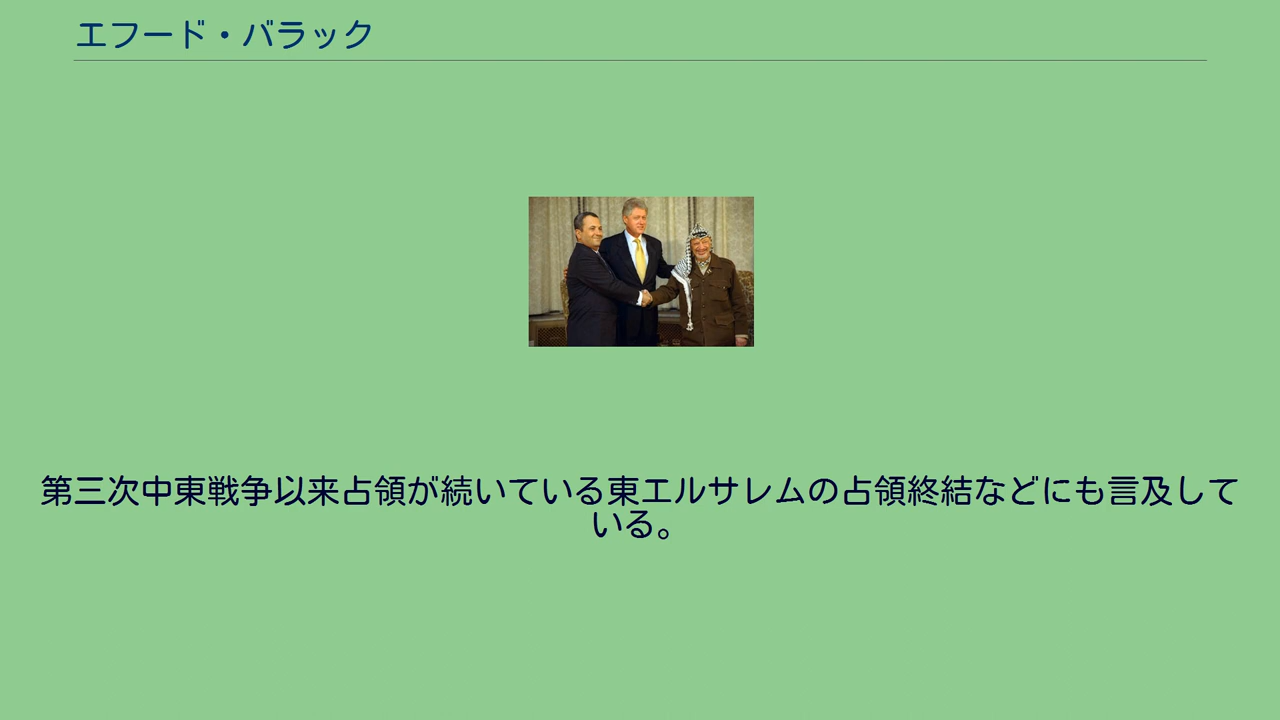 エフード・バラック
第三次中東戦争以来占領が続いている東エルサレムの占領終結などにも言及して
いる。